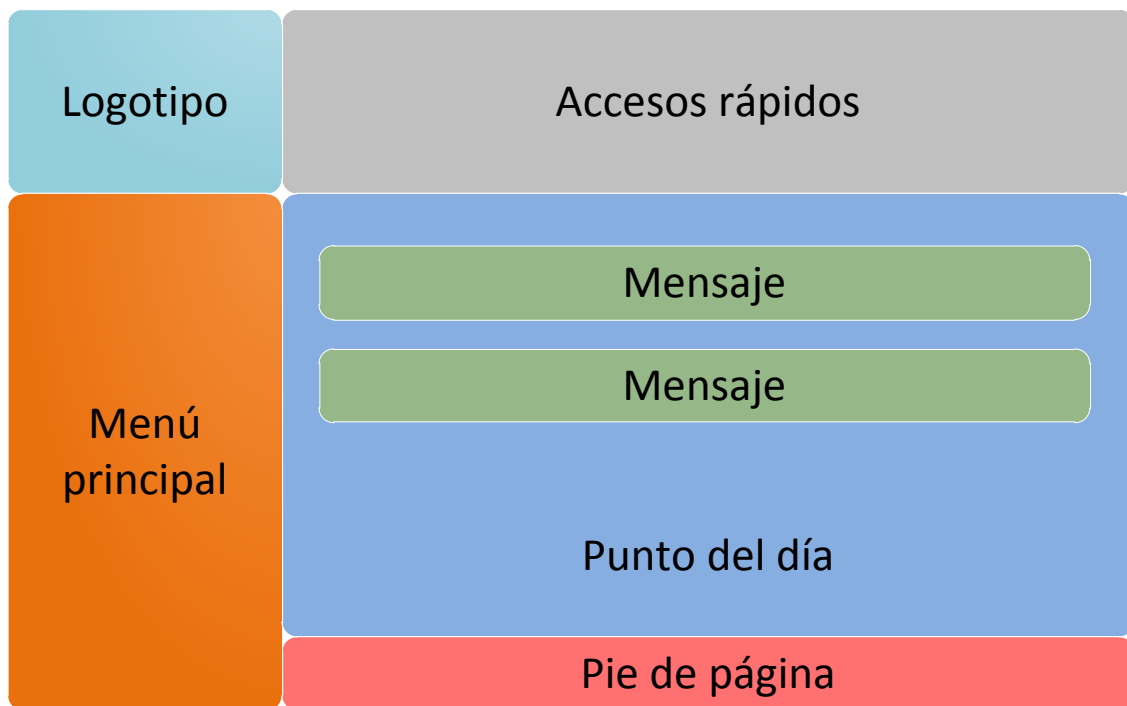 Logotipo
Accesos rápidos
Mensaje
Mensaje
Menú
principal
Punto del día
Pie de página